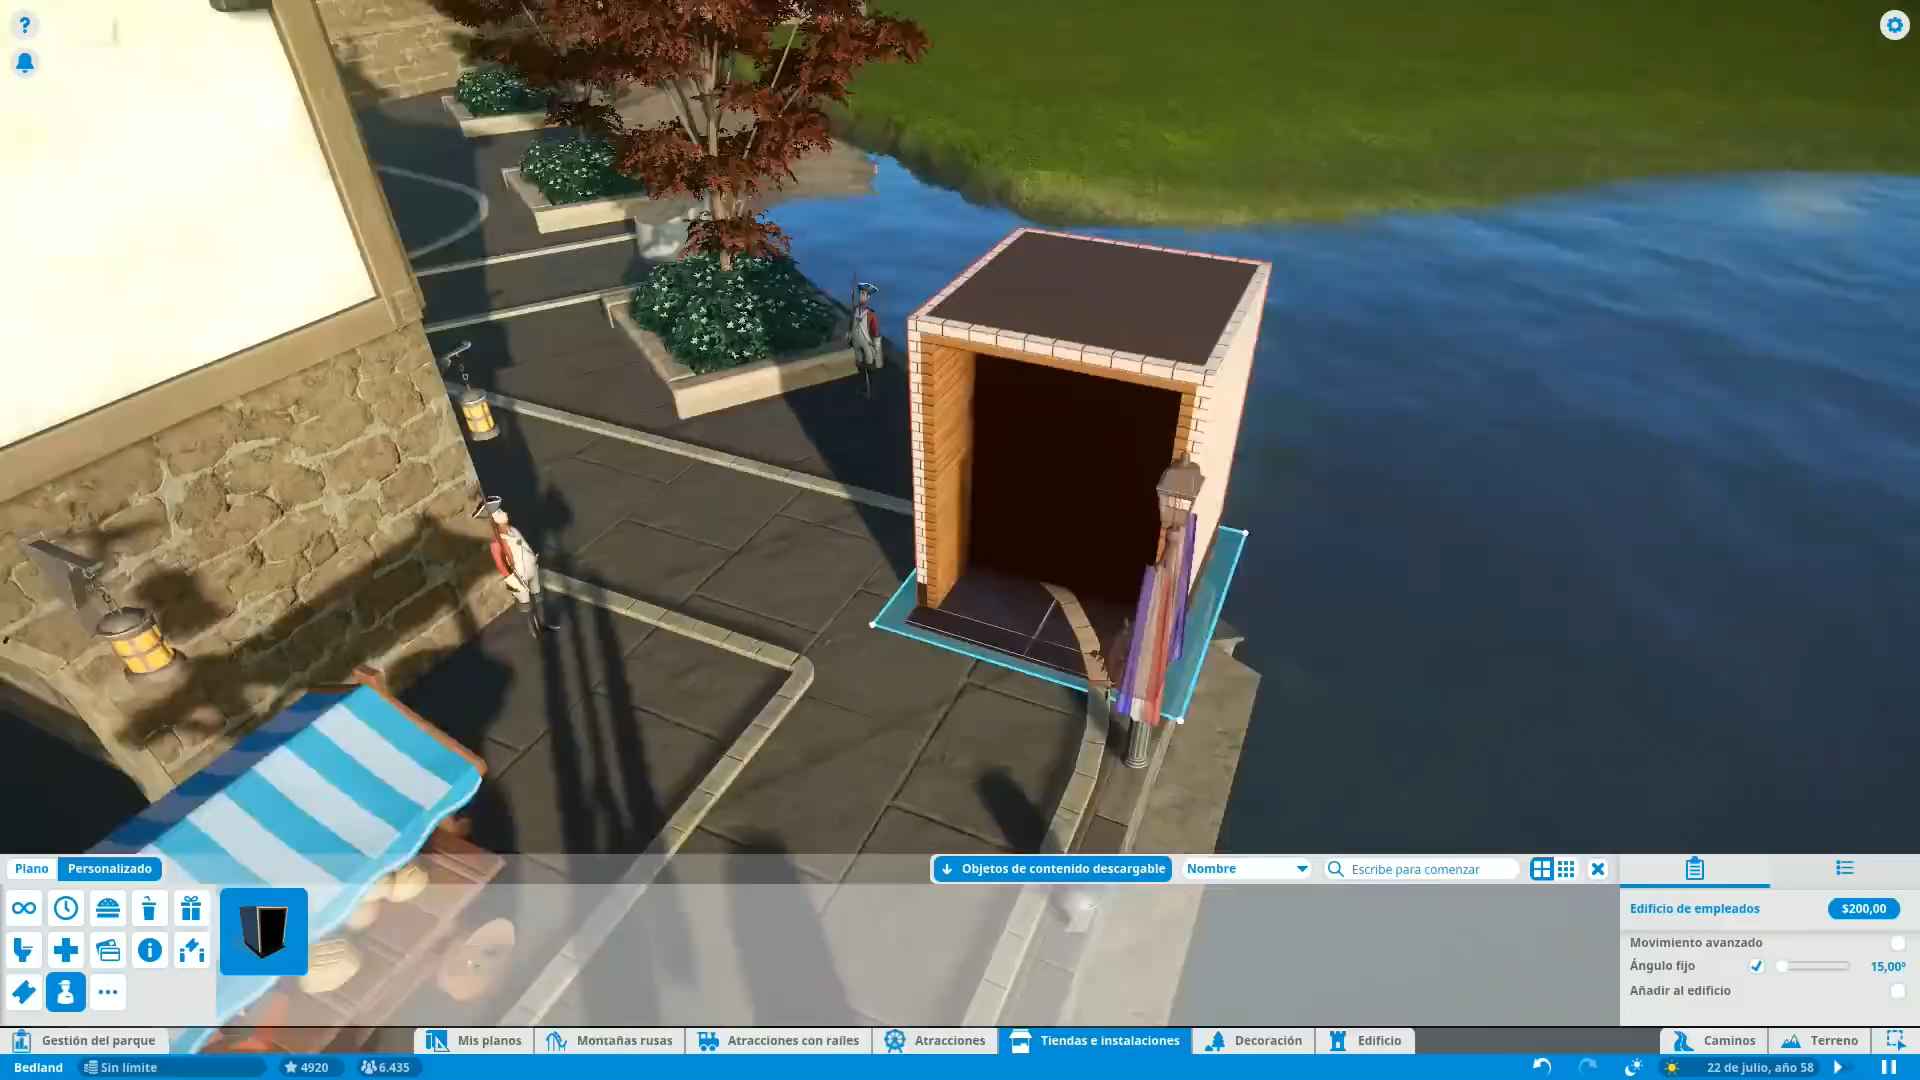 ?
Plano
Personalizado
Objetos de contenido descargable
Nombre
Escribe para comenzar
Edificio de empleados
$200,00
Movimiento avanzado
Ángulo fijo
15,00°
Añadir al edificio
Gestión del parque
Mis planos
Montañas rusas
Atracciones con raíles
Atracciones
Tiendas e instalaciones
Decoración
Edificio
Caminos
Terreno
Bedland
Sin límite
4920
6.435
22 de julio, año 58